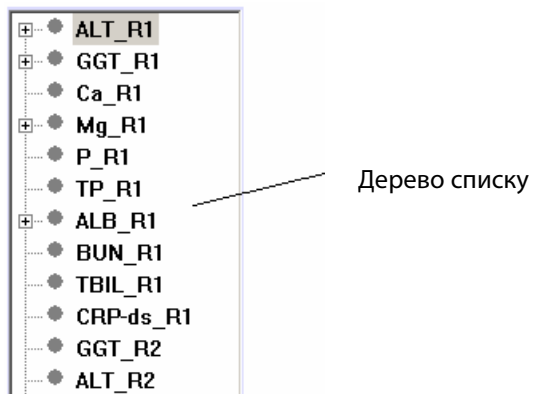 ALT_R1
GGT_R1
Ca_R1
Mg_R1
P_R1
TP_R1
Дерево списку
ALB_R1
BUN_R1
TBIL_R1
CRP-ds_R1
GGT_R2
ALT_R2